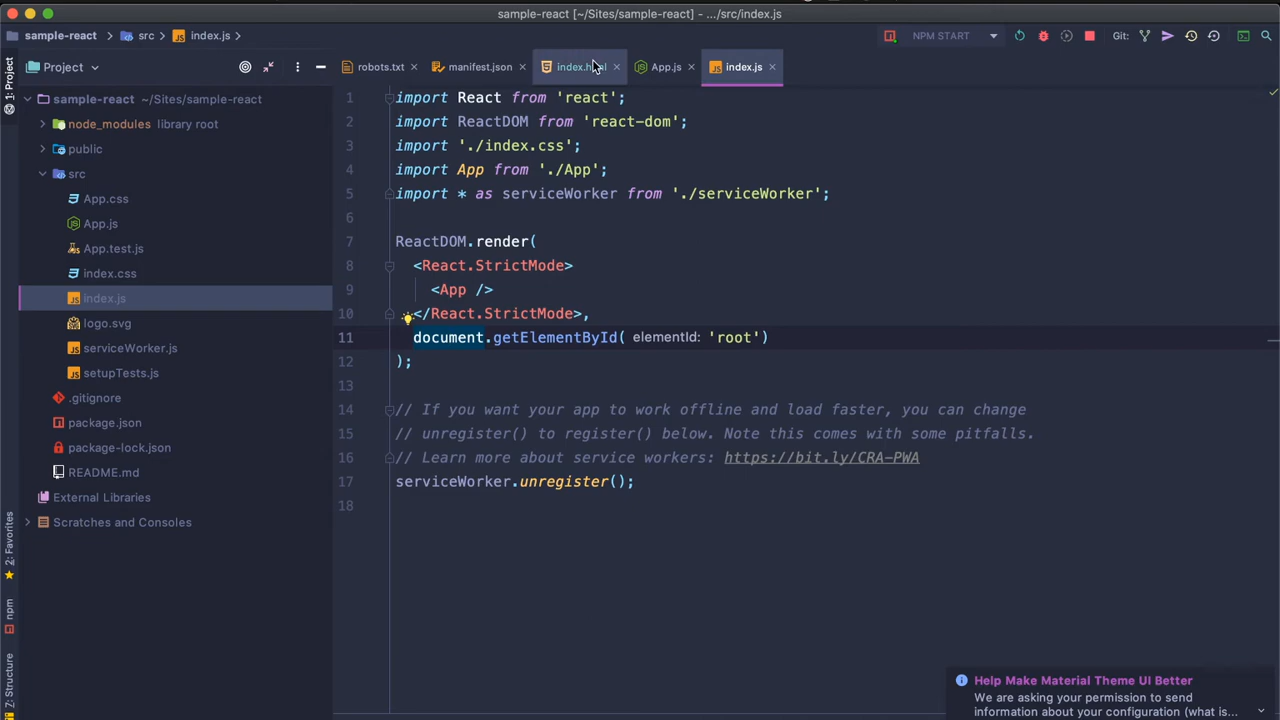 sample-react [~/Sites/sample-react] - .../src/index.js
sample-react
src
index.js
NPM START
Git:
1: Project
Project
robots.txt
manifest.json
App.js
index.js
sample-react ~/Sites/sample-react
node_modules library root
public
src
App.css
App.js
App.test.js
index.css
index.js
logo.svg
serviceWorker.js
setupTests.js
.gitignore
package.json
package-lock.json
README.md
External Libraries
Scratches and Consoles
2: Favorites
npm
7: Structure
1 import React from 'react';
2 import ReactDOM from 'react-dom';
3 import './index.css';
4 import App from './App';
5 import * as serviceWorker from './serviceWorker';
6
7 ReactDOM.render(
8 <React.StrictMode>
9 <App />
10 </React.StrictMode>,
11 document.getElementById( elementId: 'root')
12 );
13
14 // If you want your app to work offline and load faster, you can change
15 // unregister() to register() below. Note this comes with some pitfalls.
16 // Learn more about service workers: https://bit.ly/CRA-PWA
17 serviceWorker.unregister();
18
Help Make Material Theme UI Better
We are asking your permission to send
information about your configuration (what is...